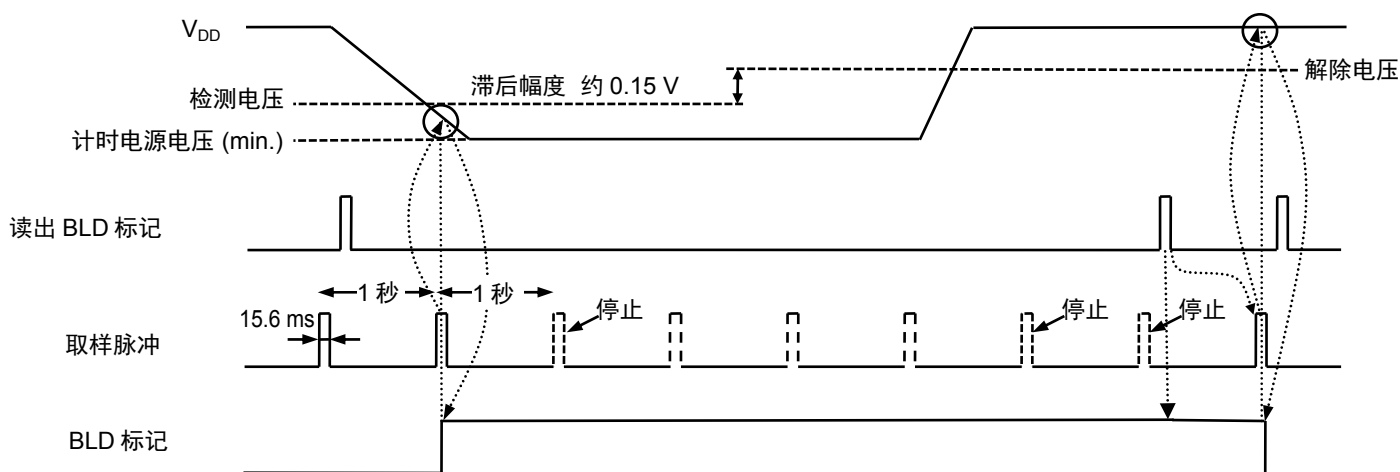 V_DD
滞后幅度 约 0.15 V
解除电压
检测电压
计时电源电压 (min.)
读出 BLD 标记
1 秒
1 秒
15.6 ms
停止
停止
停止
取样脉冲
BLD 标记